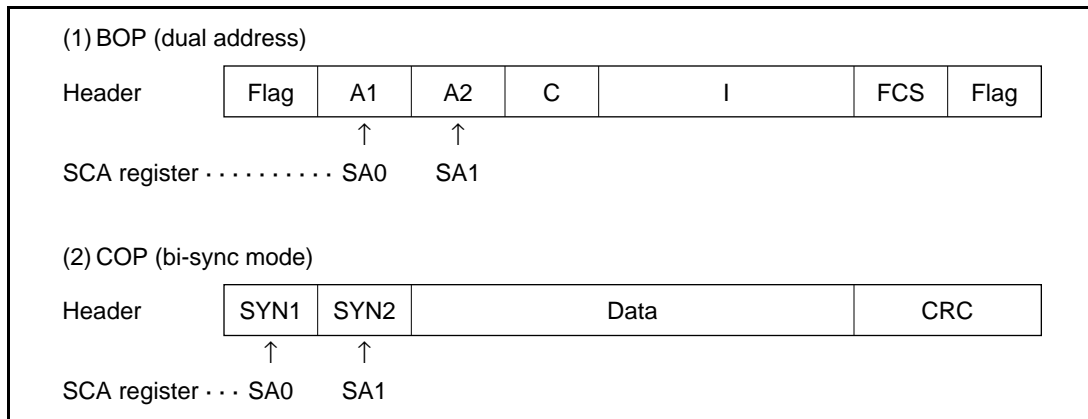 (1) BOP (dual address)
Header Flag A1 A2 C I FCS Flag
↑ ↑
SCA register · · · · · · · · · · SA0 SA1
(2) COP (bi-sync mode)
Header SYN1 SYN2 Data CRC
↑ ↑
SCA register · · · SA0 SA1